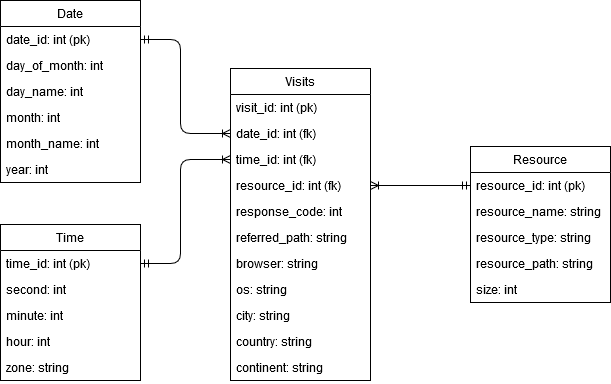 Date
date_id: int (pk)
day_of_month: int
day_name: int
month: int
month_name: int
year: int
Time
time_id: int (pk)
second: int
minute: int
hour: int
zone: string
Visits
visit_id: int (pk)
date_id: int (fk)
time_id: int (fk)
resource_id: int (fk)
response_code: int
referred_path: string
browser: string
os: string
city: string
country: string
continent: string
Resource
resource_id: int (pk)
resource_name: string
resource_type: string
resource_path: string
size: int